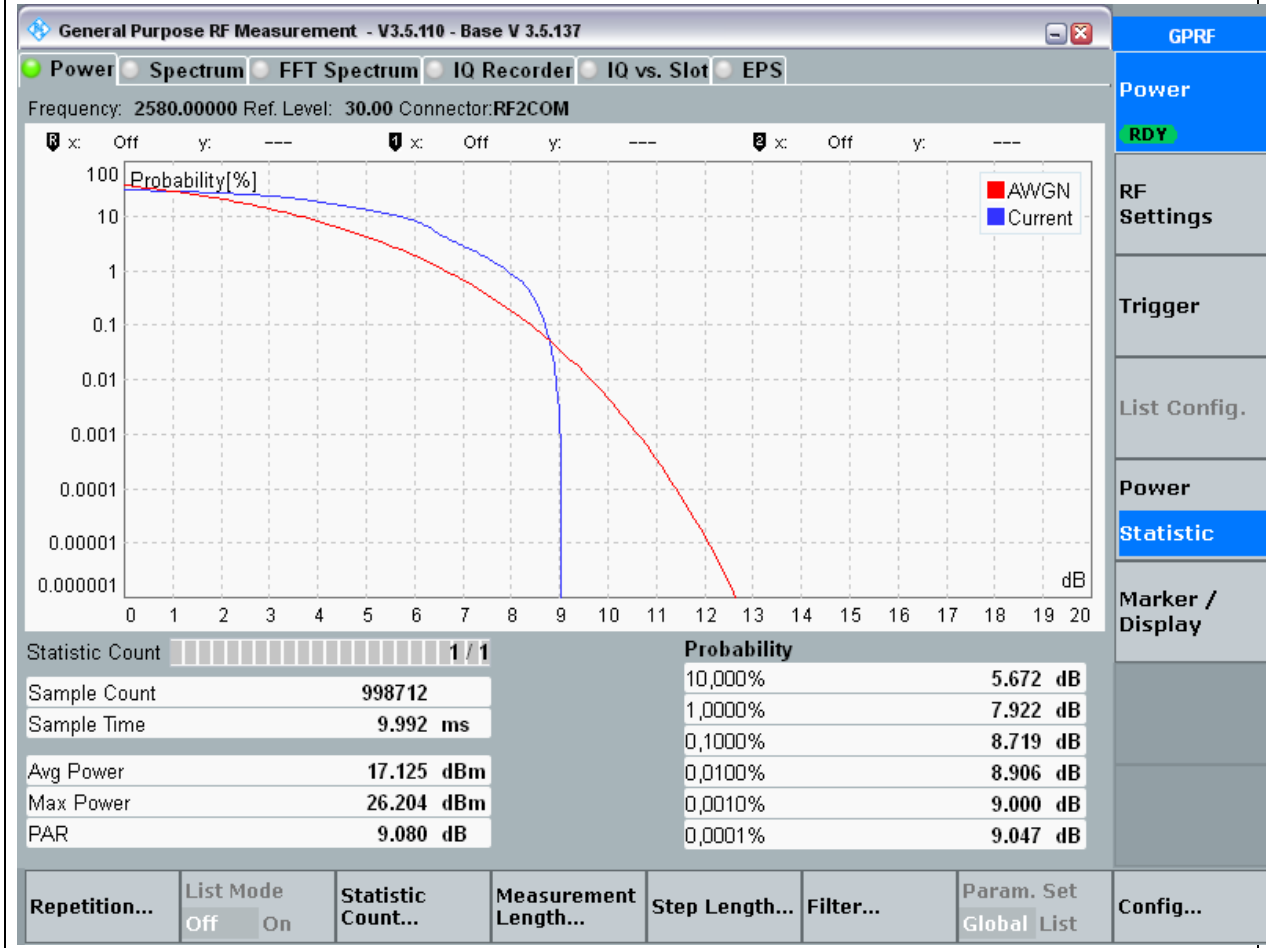 General Purpose RF Measurement - V3.5.110 - Base V 3.5.137
GPRF
Power Spectrum FFT Spectrum IQ Recorder IQ vs. Slot EPS
Frequency: 2580.00000 Ref. Level: 30.00 Connector:RF2COM
R x: Off y: --- 1 x: Off y: --- 2 x: Off y: ---
Probability[%]
100
10
1
0.1
0.01
0.001
0.0001
0.00001
0.000001
AWGN
Current
dB
0 1 2 3 4 5 6 7 8 9 10 11 12 13 14 15 16 17 18 19 20
Statistic Count 1 / 1
Sample Count 998712
Sample Time 9.992 ms
Avg Power 17.125 dBm
Max Power 26.204 dBm
PAR 9.080 dB
Probability
10,000% 5.672 dB
1,0000% 7.922 dB
0,1000% 8.719 dB
0,0100% 8.906 dB
0,0010% 9.000 dB
0,0001% 9.047 dB
Power
RDY
RF
Settings
Trigger
List Config.
Power
Statistic
Marker /
Display
Repetition...
List Mode
Off On
Statistic
Count...
Measurement
Length...
Step Length...
Filter...
Param. Set
Global List
Config...